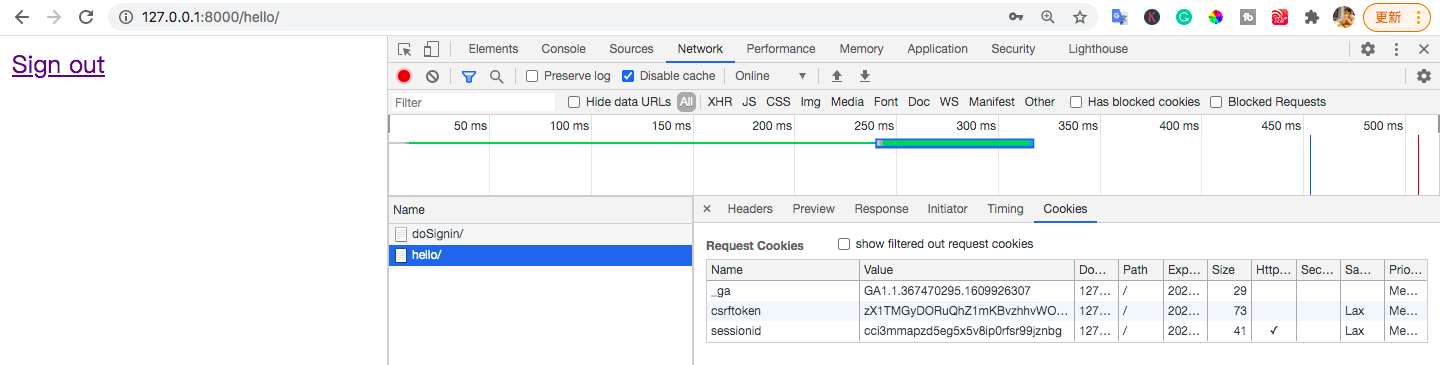 127.0.0.1:8000/hello/
更新
Sign out
Elements Console Sources Network Performance Memory Application Security Lighthouse
Preserve log Disable cache Online
Filter Hide data URLs All XHR JS CSS Img Media Font Doc WS Manifest Other Has blocked cookies Blocked Requests
50 ms 100 ms 150 ms 200 ms 250 ms 300 ms 350 ms 400 ms 450 ms 500 ms
Name
doSignin/
hello/
× Headers Preview Response Initiator Timing Cookies
Request Cookies show filtered out request cookies
Name Value Do… Path Exp… Size Http… Sec… Sa… Prio…
_ga GA1.1.367470295.1609926307 127… / 202… 29 Me…
csrftoken zX1TMGyDORuQhZ1mKBvzhhvWO… 127… / 202… 73 Lax Me…
sessionid cci3mmapzd5eg5x5v8ip0rfsr99jznbg 127… / 202… 41 ✓ Lax Me…